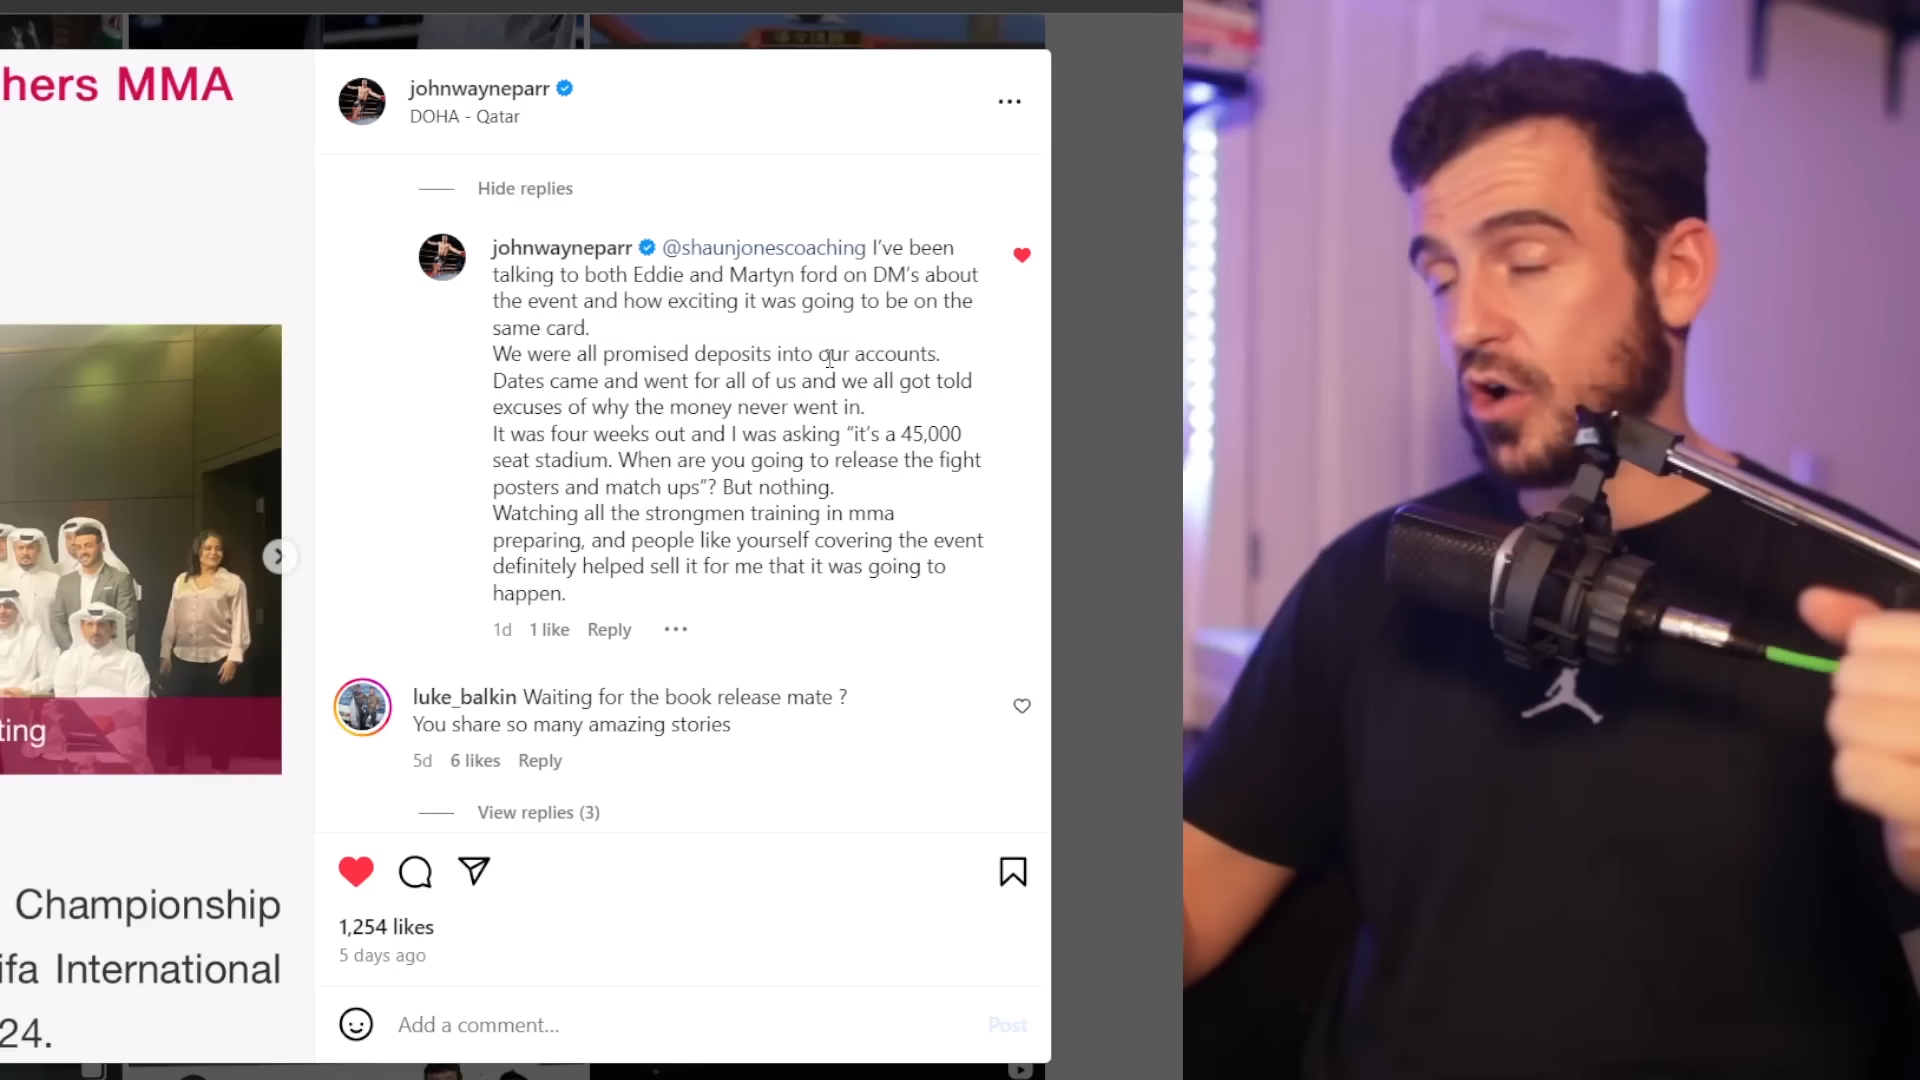 hers MMA
johnwayneparr
DOHA - Qatar
Hide replies
johnwayneparr @shaunjonescoaching I've been
talking to both Eddie and Martyn ford on DM's about
the event and how exciting it was going to be on the
same card.
We were all promised deposits into our accounts.
Dates came and went for all of us and we all got told
excuses of why the money never went in.
It was four weeks out and I was asking “it's a 45,000
seat stadium. When are you going to release the fight
posters and match ups”? But nothing.
Watching all the strongmen training in mma
preparing, and people like yourself covering the event
definitely helped sell it for me that it was going to
happen.
1d 1 like Reply
luke_balkin Waiting for the book release mate ?
You share so many amazing stories
5d 6 likes Reply
View replies (3)
ting
Championship
ifa International
24.
1,254 likes
5 days ago
Add a comment...
Post